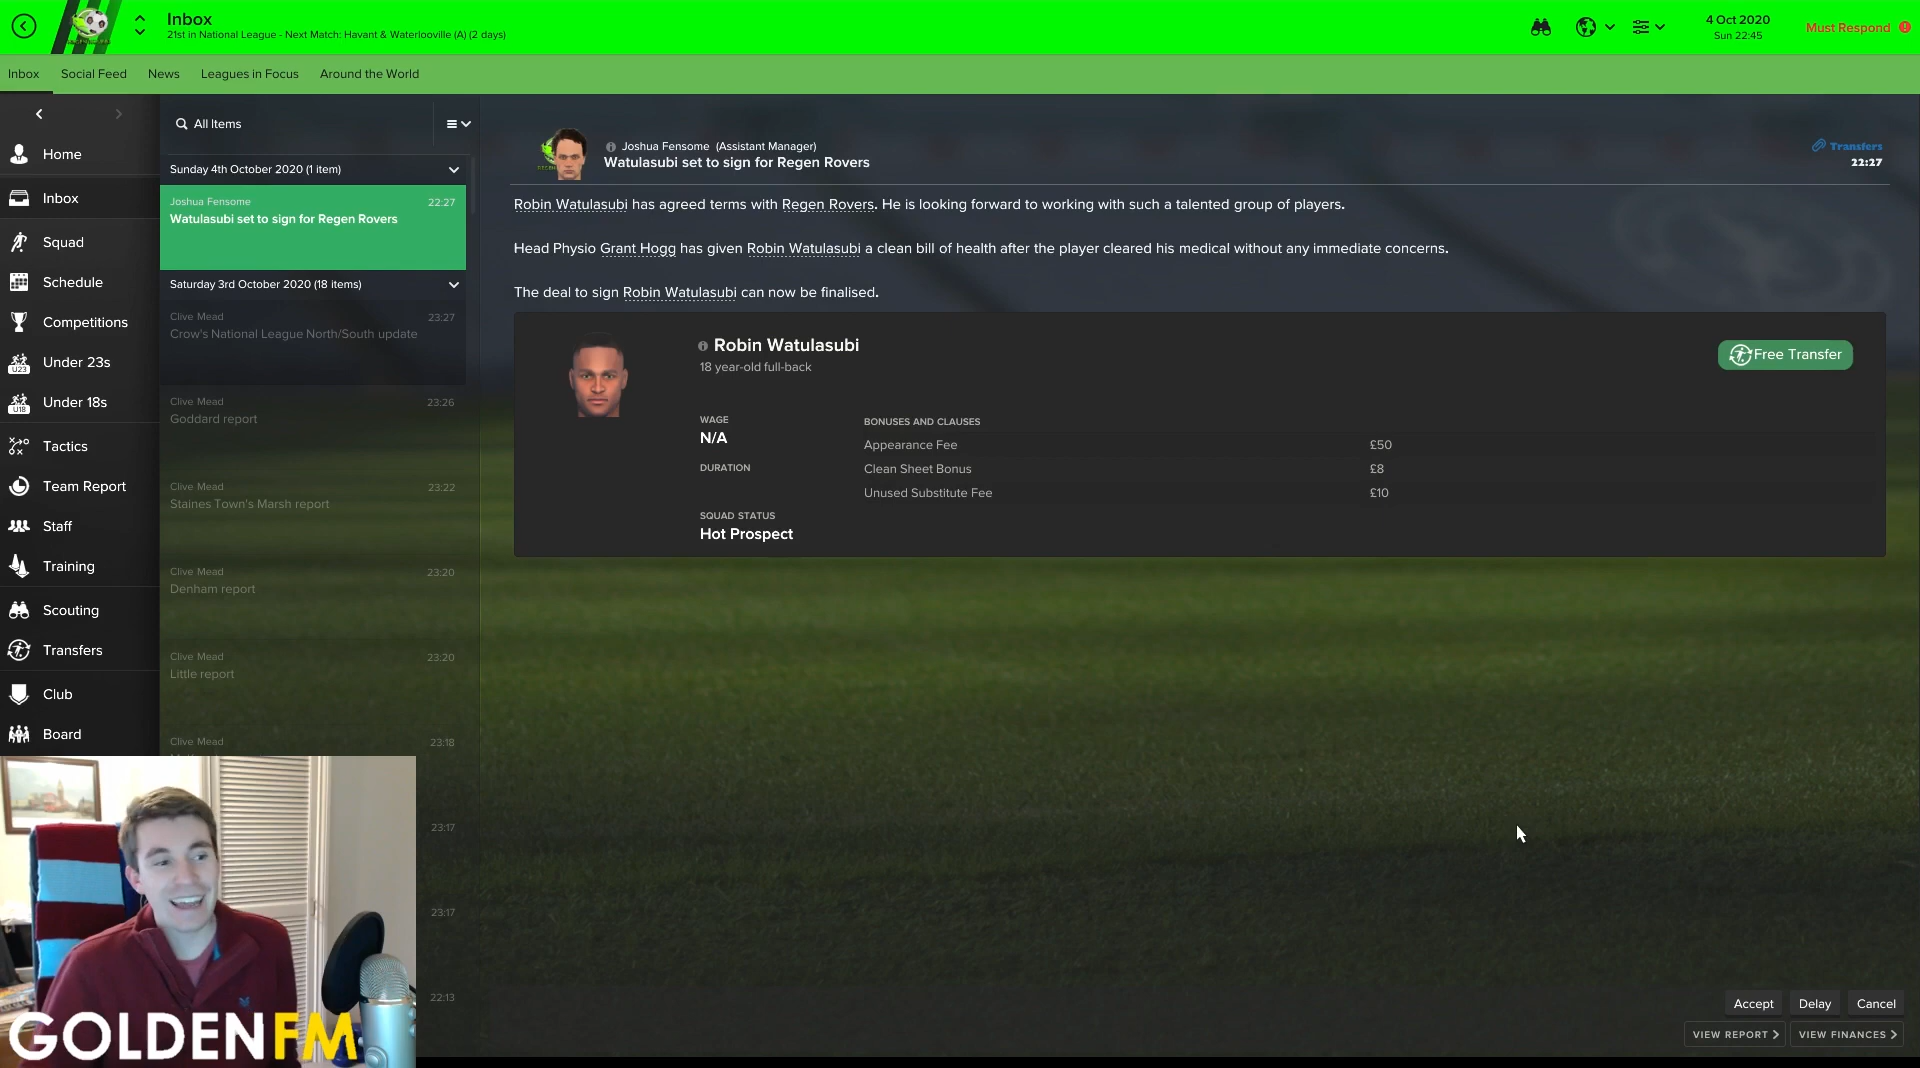 Inbox
21st in National League - Next Match: Havant & Waterlooville (A) (2 days)
4 Oct 2020
Sun 22:45
Must Respond
Inbox
Social Feed
News
Leagues in Focus
Around the World
Home
Inbox
Squad
Schedule
Competitions
U23
Under 23s
U18
Under 18s
Tactics
Team Report
Staff
Training
Scouting
Transfers
Club
Board
All Items
Sunday 4th October 2020 (1 item)
Joshua Fensome 22:27
Watulasubi set to sign for Regen Rovers
Saturday 3rd October 2020 (18 items)
Clive Mead 23:27
Crow's National League North/South update
Clive Mead 23:26
Goddard report
Clive Mead 23:22
Staines Town's Marsh report
Clive Mead 23:20
Denham report
Clive Mead 23:20
Little report
Clive Mead 23:18
23:17
23:17
22:13
Joshua Fensome (Assistant Manager)
Watulasubi set to sign for Regen Rovers
Transfers
22:27
Robin Watulasubi has agreed terms with Regen Rovers. He is looking forward to working with such a talented group of players.
Head Physio Grant Hogg has given Robin Watulasubi a clean bill of health after the player cleared his medical without any immediate concerns.
The deal to sign Robin Watulasubi can now be finalised.
Robin Watulasubi
18 year-old full-back
Free Transfer
WAGE
N/A
DURATION
SQUAD STATUS
Hot Prospect
BONUSES AND CLAUSES
Appearance Fee £50
Clean Sheet Bonus £8
Unused Substitute Fee £10
Accept
Delay
Cancel
VIEW REPORT
VIEW FINANCES
GOLDENFM